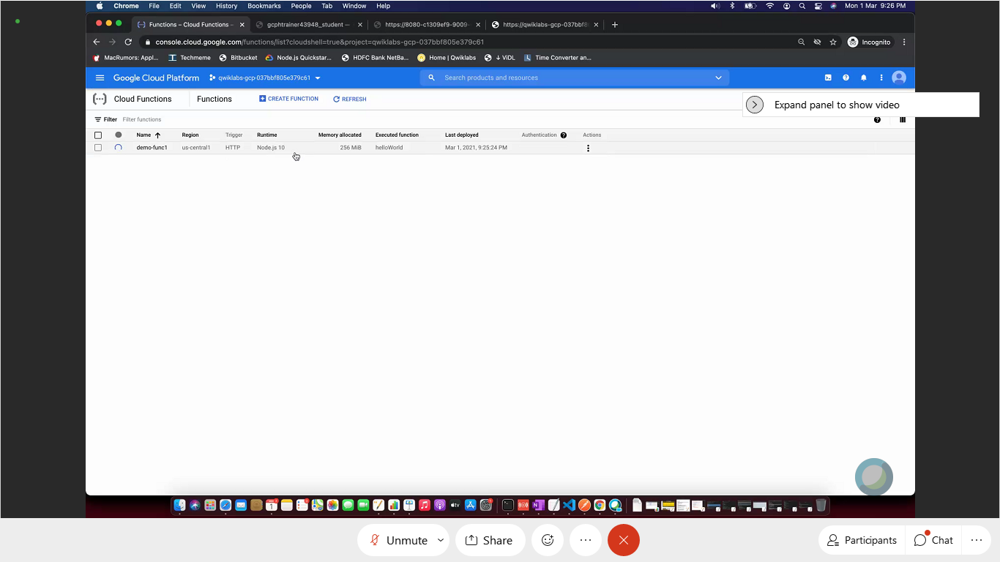 Chrome File Edit View History Bookmarks People Tab Window Help Mon 1 Mar 9:26 PM
Functions – Cloud Functions – gcphtrainer43948_student — https://8080-c1309ef9-9009- https://qwiklabs-gcp-037bbf8
console.cloud.google.com/functions/list?cloudshell=true&project=qwiklabs-gcp-037bbf805e379c61 Incognito
MacRumors: Appl... Techmeme Bitbucket Node.js Quickstar... HDFC Bank NetBa... Home | Qwiklabs ↓ ViDL Time Converter an...
Google Cloud Platform qwiklabs-gcp-037bbf805e379c61 Search products and resources
Cloud Functions Functions CREATE FUNCTION REFRESH
Expand panel to show video
Filter Filter functions
Name Region Trigger Runtime Memory allocated Executed function Last deployed Authentication Actions
demo-func1 us-central1 HTTP Node.js 10 256 MiB helloWorld Mar 1, 2021, 9:25:24 PM
Unmute Share Participants Chat